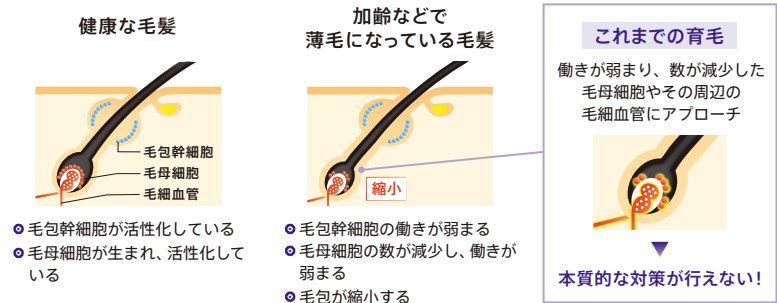 健康な毛髪
毛包幹細胞
毛母細胞
毛細血管
毛包幹細胞が活性化している
毛母細胞が生まれ、活性化して
いる
加齢などで
薄毛になっている毛髪
縮小
毛包幹細胞の働きが弱まる
毛母細胞の数が減少し、働きが
弱まる
毛包が縮小する
これまでの育毛
働きが弱まり、数が減少した
毛母細胞やその周辺の
毛細血管にアプローチ
本質的な対策が行えない!